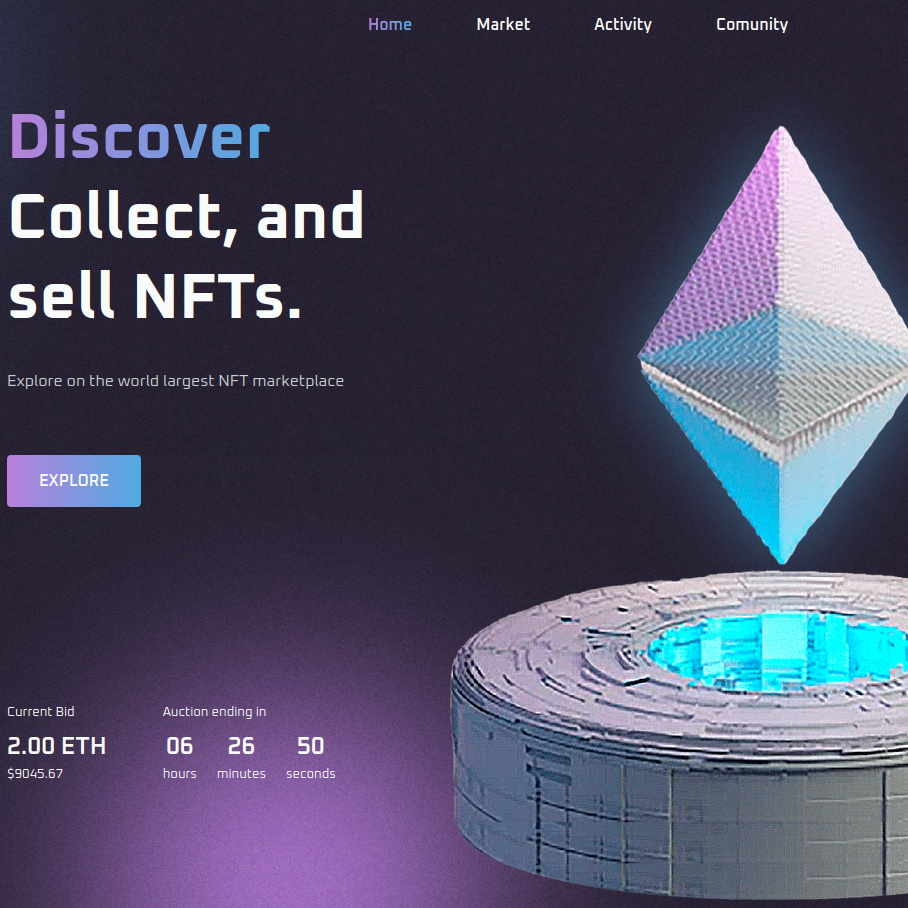 Home Market Activity Comunity
Discover
Collect, and
sell NFTs.
Explore on the world largest NFT marketplace
EXPLORE
Current Bid Auction ending in
2.00 ETH 06 26 50
$9045.67 hours minutes seconds